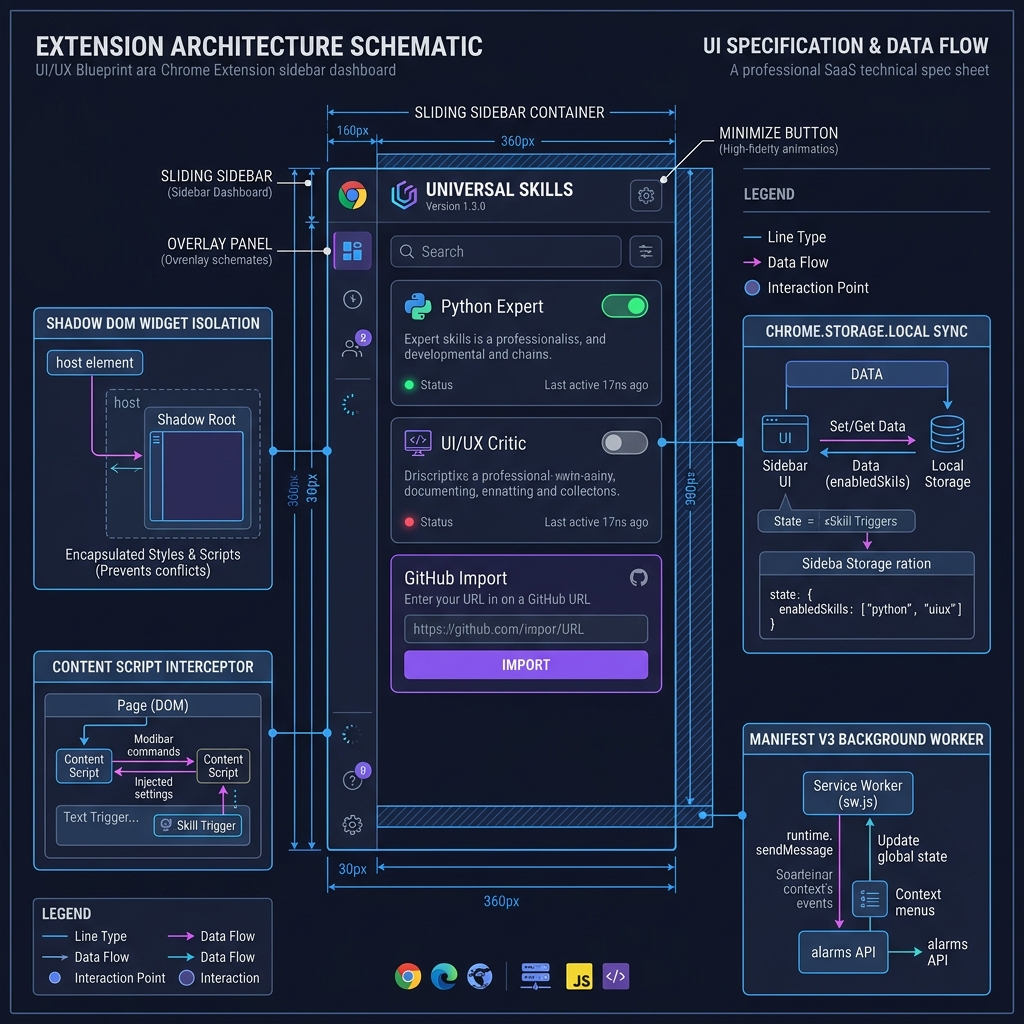 EXTENSION ARCHITECTURE SCHEMATIC
UI/UX Blueprint ara Chrome Extension sidebar dashboard
UI SPECIFICATION & DATA FLOW
A professional SaaS technical spec sheet
SLIDING SIDEBAR CONTAINER
160px
360px
MINIMIZE BUTTON
(High-fidelity animatios)
SLIDING SIDEBAR
(Sidebar Dashboard)
OVERLAY PANEL
(Ovrenlay schemates)
UNIVERSAL SKILLS
Version 1.3.0
Search
2
Python Expert
Expert skills is a professionaliss, and
developmental and chains.
Status
Last active 17ns ago
UI/UX Critic
Discriptixe a professional-wwin-aainy,
documenting, ennatting and collectons.
Status
Last active 17ns ago
GitHub Import
Enter your URL in on a GitHub URL
https://github.com/impor/URL
IMPORT
30px
30px
360px
LEGEND
Line Type
Data Flow
Interaction Point
SHADOW DOM WIDGET ISOLATION
host element
host
Shadow Root
Encapsulated Styles & Scripts
(Prevents conflicts)
CHROME.STORAGE.LOCAL SYNC
DATA
UI
Set/Get Data
Sidebar
UI
Data
(enabledSkils)
Local
Storage
State = εSkill Triggers
Sideba Storage ration
state: {
enabledSkills: ["python", "uiux"]
}
CONTENT SCRIPT INTERCEPTOR
Page (DOM)
Modibar
commands
Content
Script
Content
Script
Injected
settings
Text Trigger...
Skill Trigger
MANIFEST V3 BACKGROUND WORKER
Service Worker
(sw.js)
runtime.
sendMessage
Update
global state
context's
events
Context
menus
alarms API
alarms
API
LEGEND
Line Type
Data Flow
Data Flow
Data Flow
Interaction Point
Interaction
JS